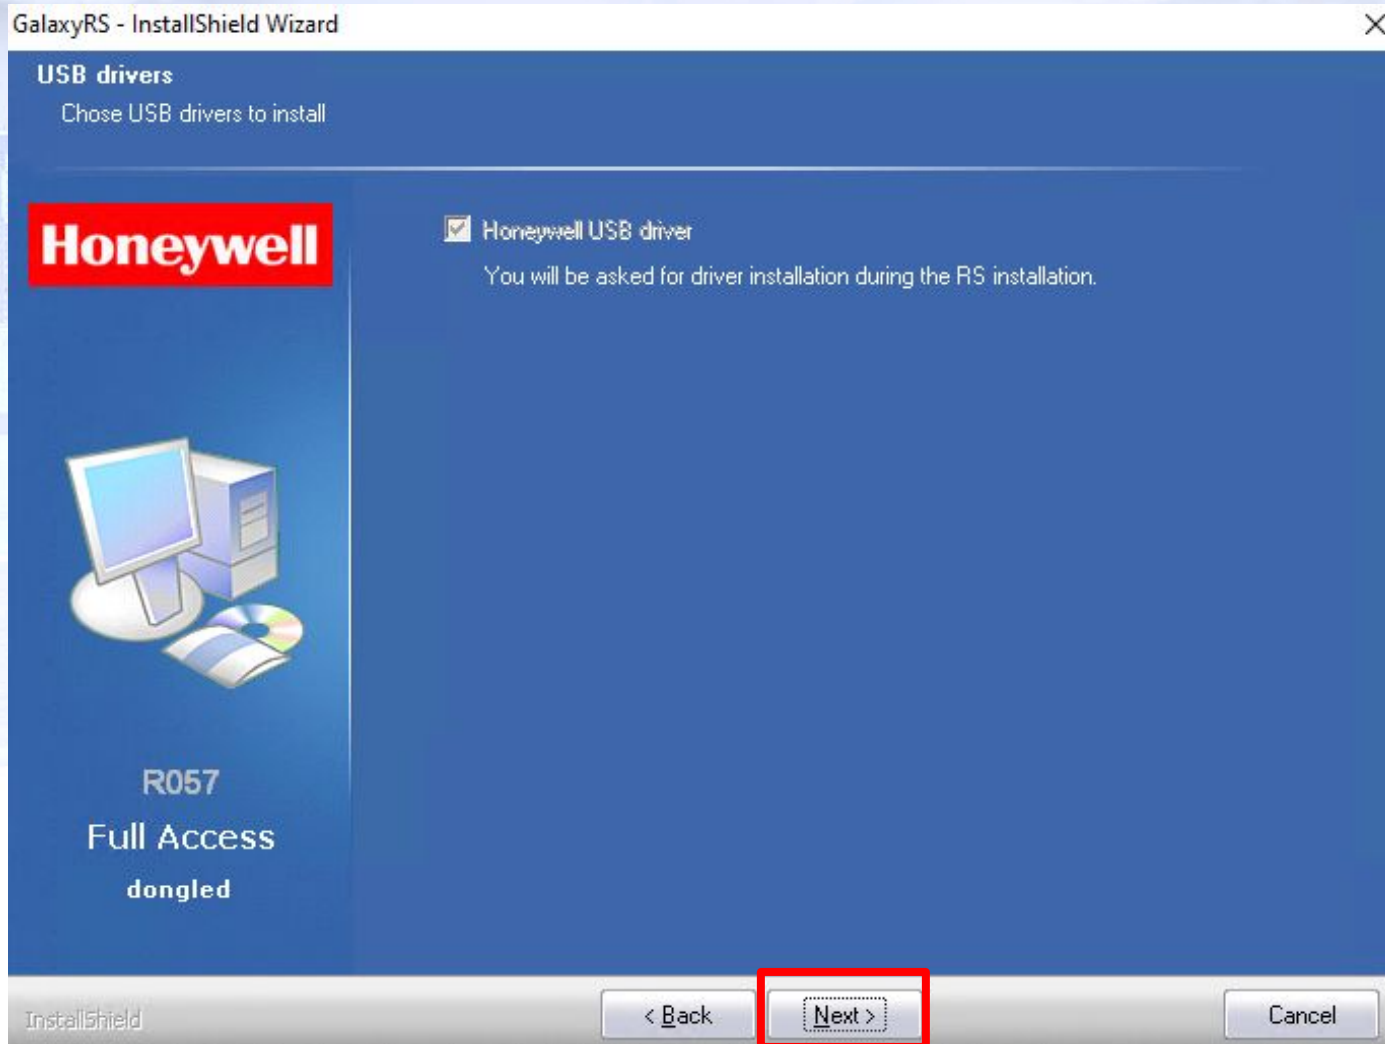 GalaxyRS - InstallShield Wizard
USB drivers
Chose USB drivers to install
Honeywell
Honeywell USB driver
You will be asked for driver installation during the RS installation.
R057
Full Access
dongled
InstallShield
< Back
Next >
Cancel